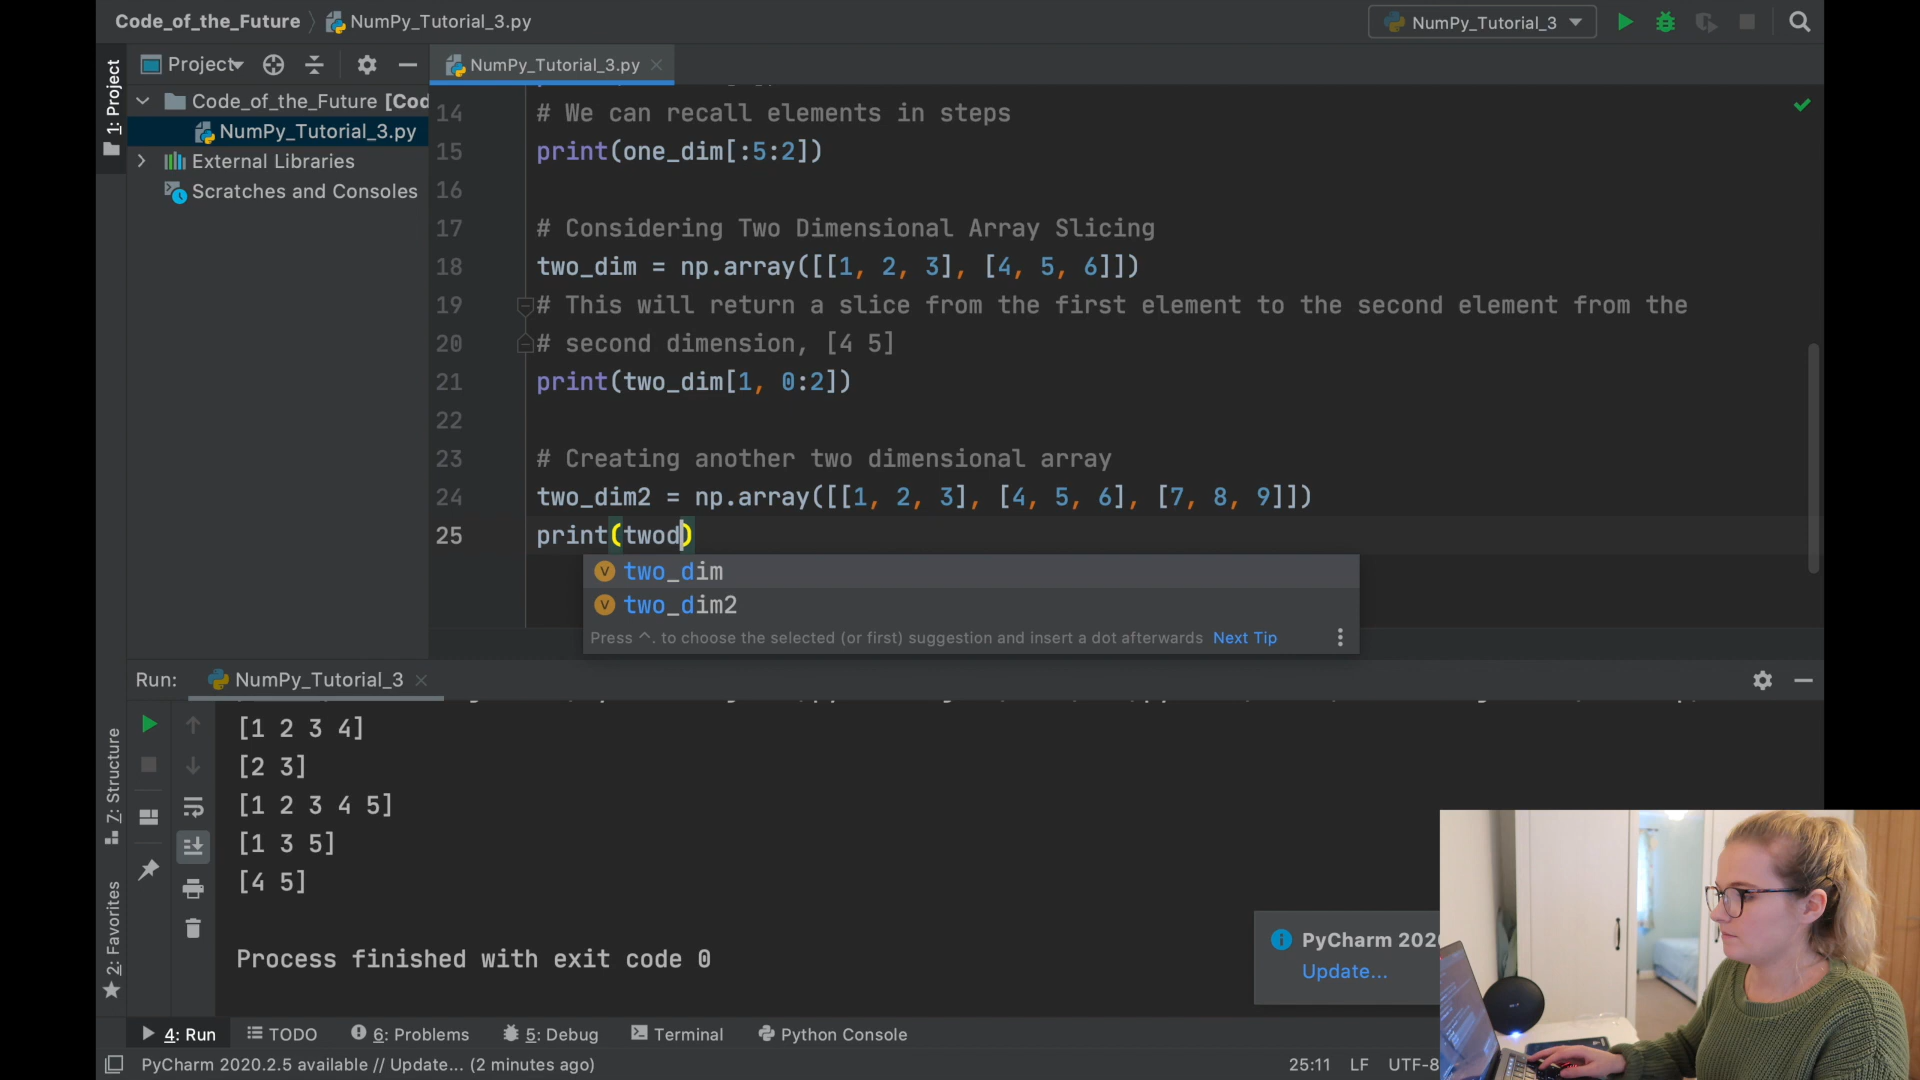 Code_of_the_Future
NumPy_Tutorial_3.py
NumPy_Tutorial_3
Project
NumPy_Tutorial_3.py
1: Project
Code_of_the_Future [Cod
NumPy_Tutorial_3.py
External Libraries
Scratches and Consoles
14 # We can recall elements in steps
15 print(one_dim[:5:2])
16
17 # Considering Two Dimensional Array Slicing
18 two_dim = np.array([[1, 2, 3], [4, 5, 6]])
19 # This will return a slice from the first element to the second element from the
20 # second dimension, [4 5]
21 print(two_dim[1, 0:2])
22
23 # Creating another two dimensional array
24 two_dim2 = np.array([[1, 2, 3], [4, 5, 6], [7, 8, 9]])
25 print(twod)
V two_dim
V two_dim2
Press ^. to choose the selected (or first) suggestion and insert a dot afterwards Next Tip
Run: NumPy_Tutorial_3
[1 2 3 4]
[2 3]
[1 2 3 4 5]
[1 3 5]
[4 5]
Process finished with exit code 0
Z: Structure
2: Favorites
PyCharm 202
Update...
4: Run
TODO
6: Problems
5: Debug
Terminal
Python Console
PyCharm 2020.2.5 available // Update... (2 minutes ago)
25:11 LF UTF-8